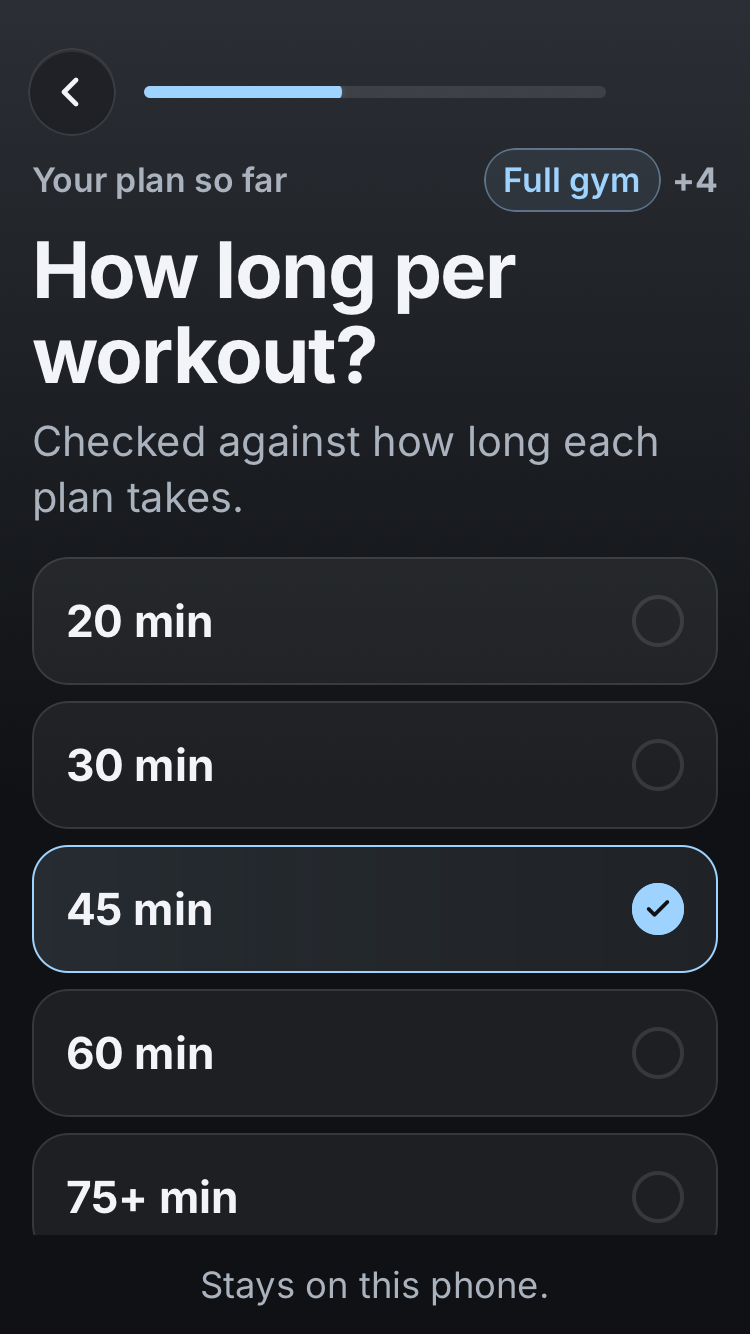 Your plan so far
Full gym +4
How long per
workout?
Checked against how long each
plan takes.
20 min
30 min
45 min
60 min
75+ min
Stays on this phone.